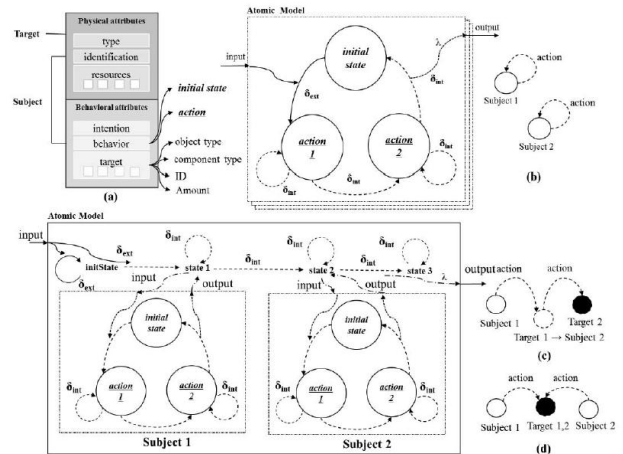 Target
Subject
Physical attributes
type
identification
resources
Behavioral attributes
intention
behavior
target
initial state
action
object type
component type
ID
Amount
(a)
Atomic Model
input
initial
state
δext
action
1
action
2
δint
δint
δint
δint
λ
output
action
Subject 1
action
Subject 2
(b)
Atomic Model
input
initState
δext
δext
state 1
δint
δint
state 2
δint
δint
state 3
λ
output
input
output
initial
state
action
1
action
2
δint
δint
δint
Subject 1
input
output
initial
state
action
1
action
2
δint
δint
δint
Subject 2
action
action
Subject 1
Target 2
Target 1 → Subject 2
(c)
action
action
Subject 1
Target 1,2
Subject 2
(d)